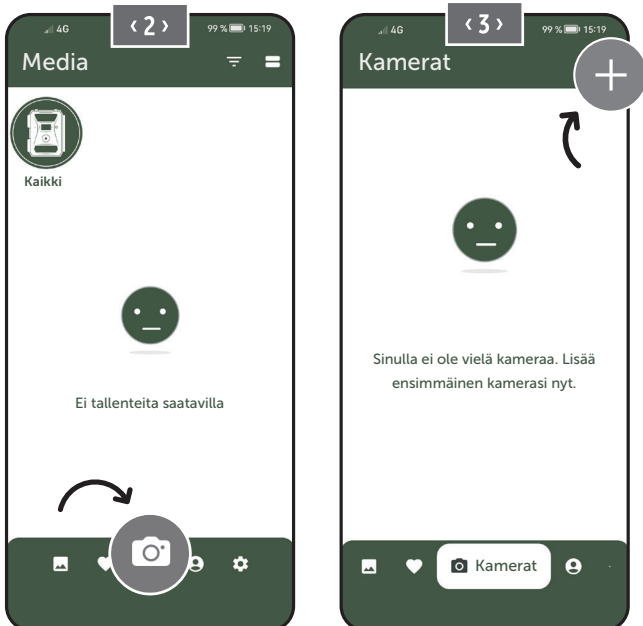 ‹ 2 ›
4G 99 % 15:19
Media
Kaikki
Ei tallenteita saatavilla
‹ 3 ›
4G 99 % 15:19
Kamerat
Sinulla ei ole vielä kameraa. Lisää
ensimmäinen kamerasi nyt.
Kamerat